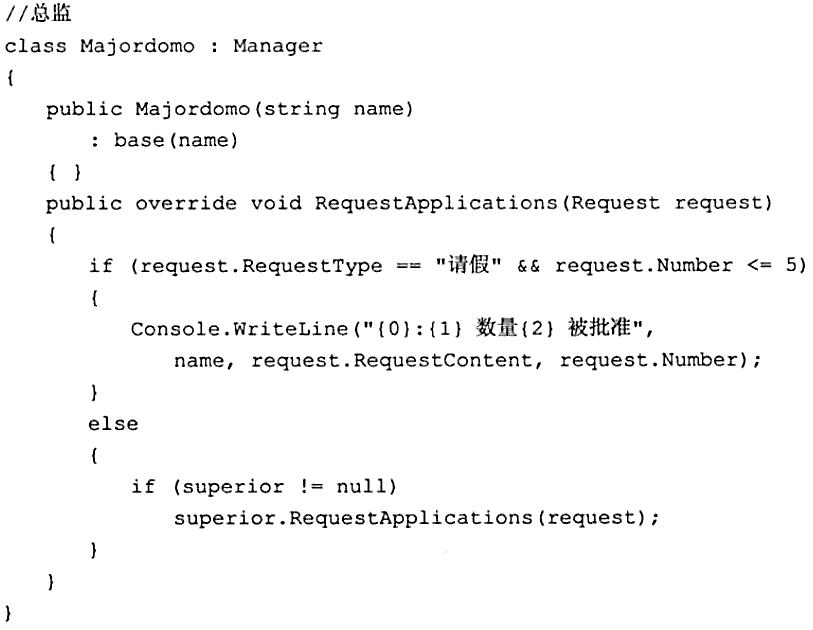 //总监
class Majordomo : Manager
{
    public Majordomo(string name)
        : base(name)
    { }
    public override void RequestApplications(Request request)
    {
        if (request.RequestType == "请假" && request.Number <= 5)
        {
            Console.WriteLine("{0}:{1} 数量{2} 被批准",
                name, request.RequestContent, request.Number);
        }
        else
        {
            if (superior != null)
                superior.RequestApplications(request);
        }
    }
}